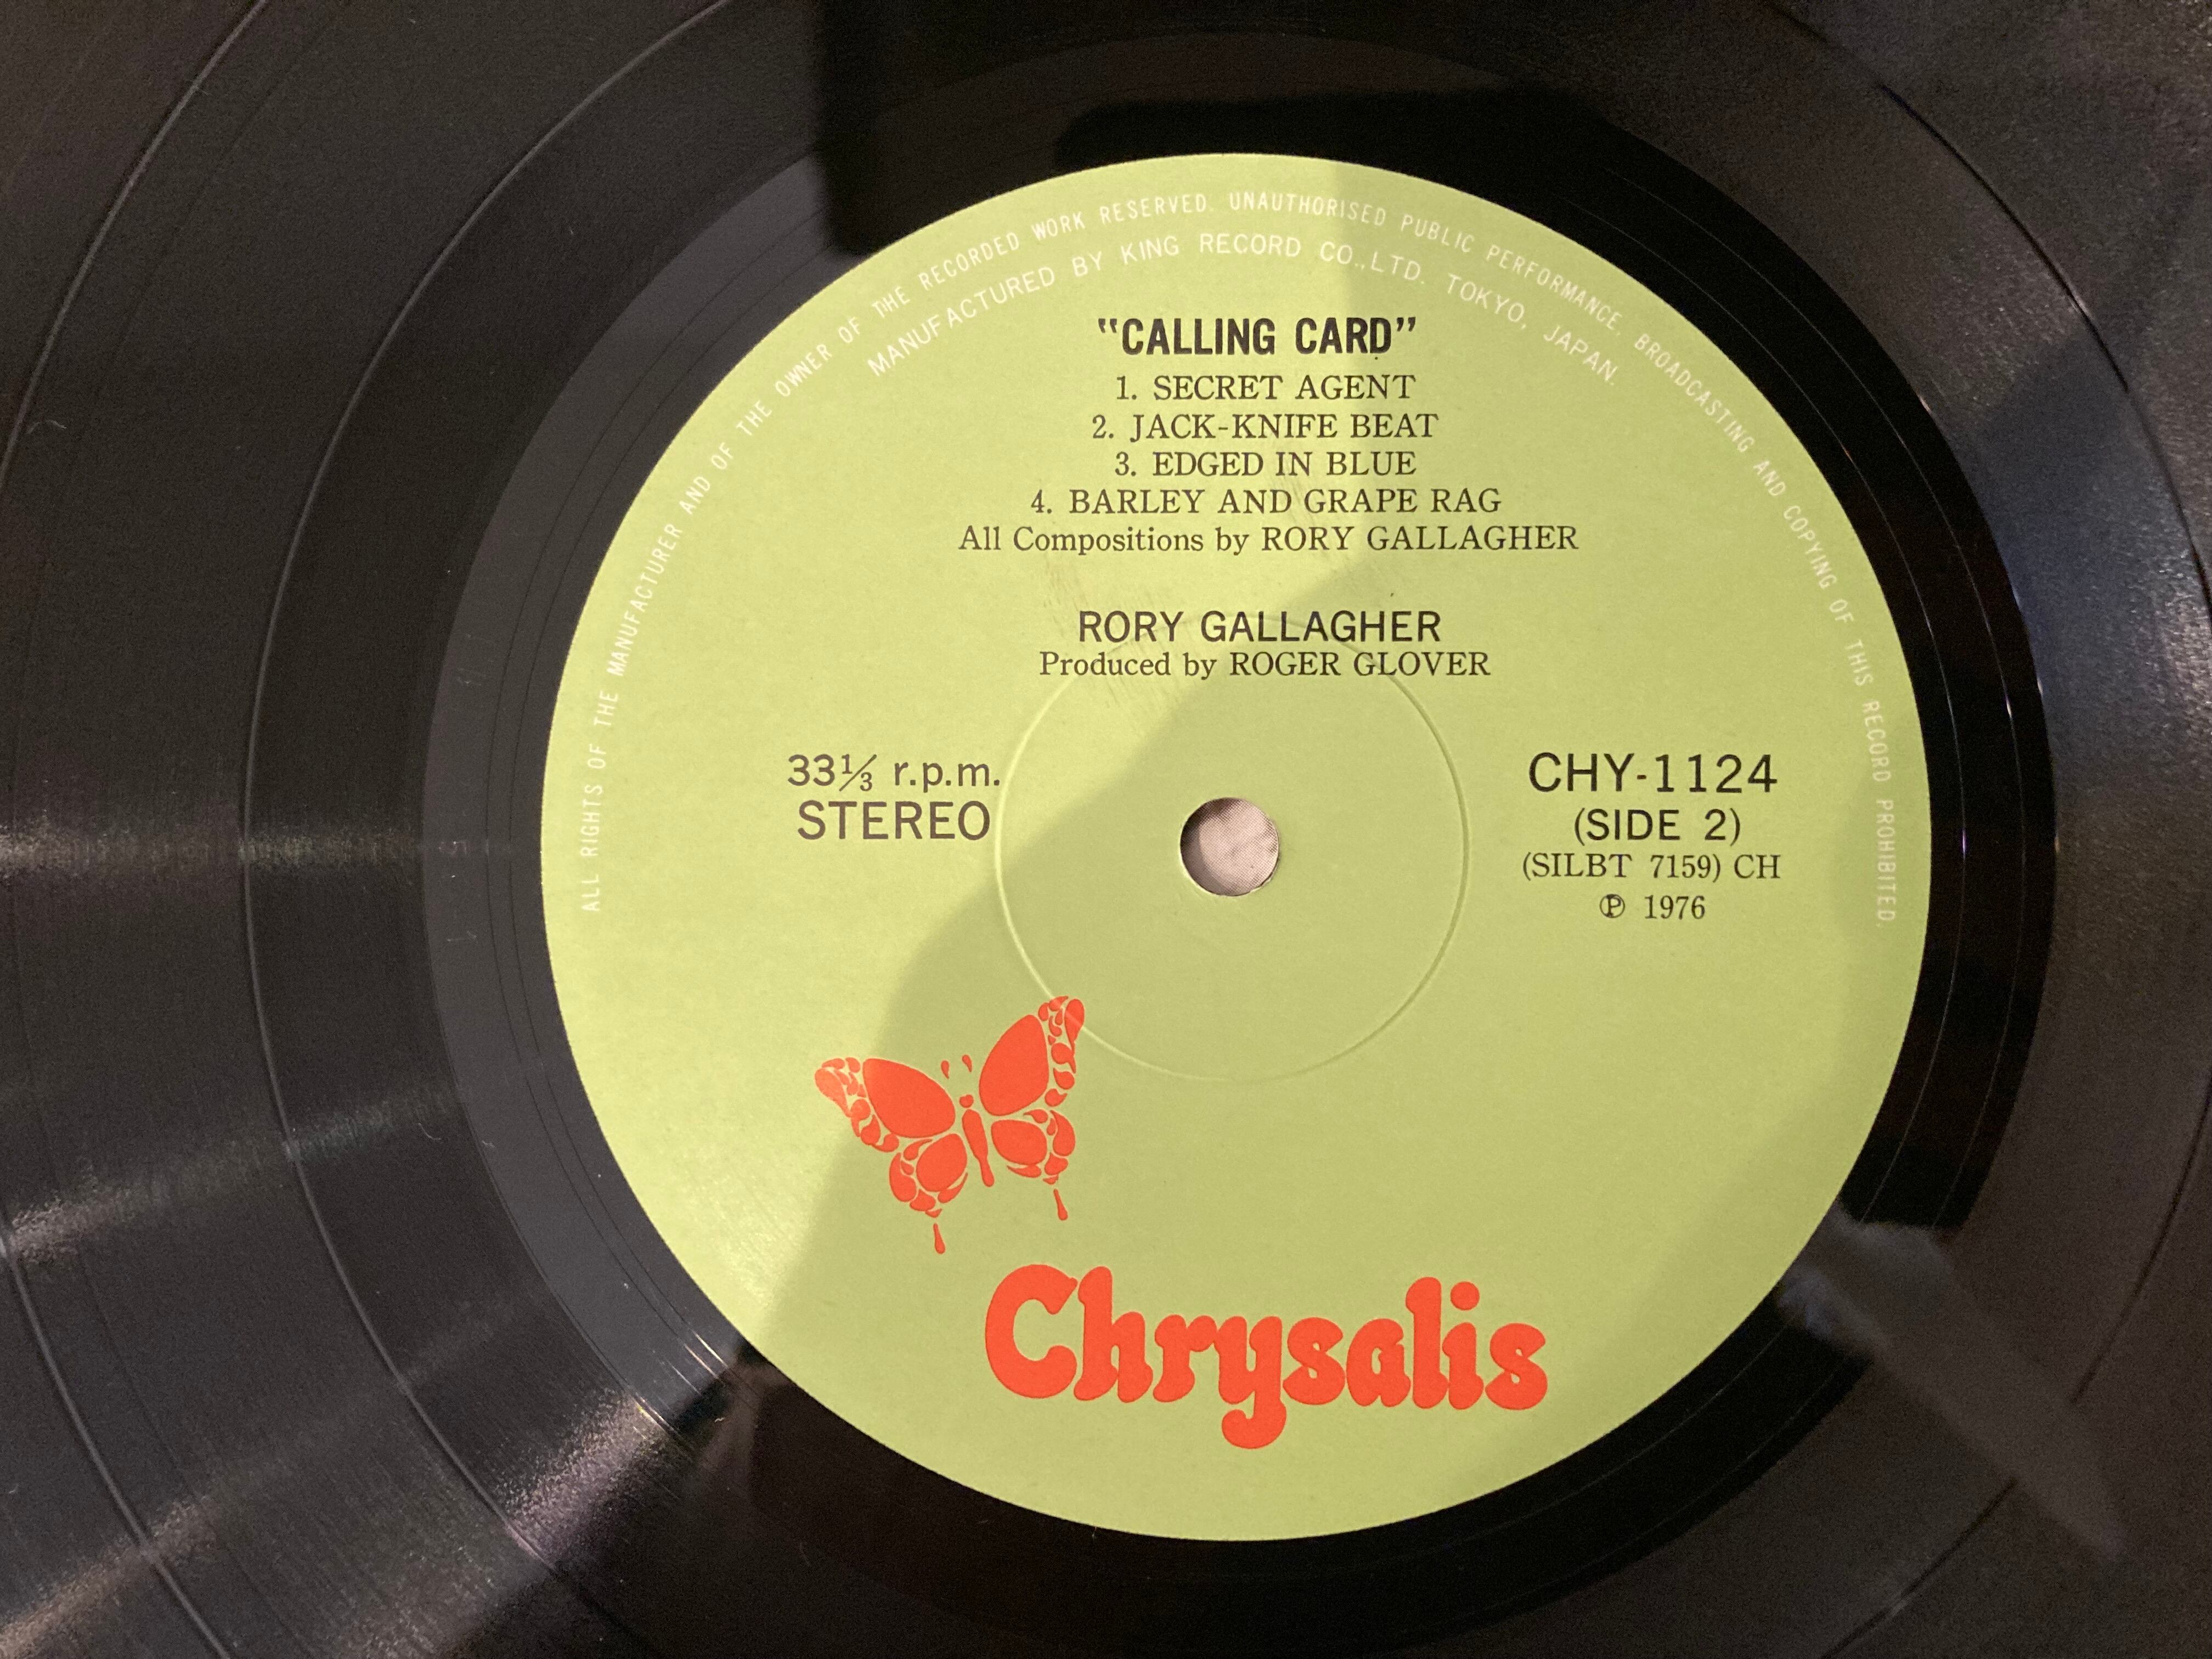 ALL RIGHTS OF THE MANUFACTURER AND OF THE OWNER OF THE RECORDED WORK RESERVED. UNAUTHORISED PUBLIC PERFORMANCE, BROADCASTING AND COPYING OF THIS RECORD PROHIBITED.
MANUFACTURED BY KING RECORD CO.,LTD. TOKYO, JAPAN.
"CALLING CARD"
1. SECRET AGENT
2. JACK-KNIFE BEAT
3. EDGED IN BLUE
4. BARLEY AND GRAPE RAG
All Compositions by RORY GALLAGHER
RORY GALLAGHER
Produced by ROGER GLOVER
33⅓ r.p.m.
STEREO
CHY-1124
(SIDE 2)
(SILBT 7159) CH
℗ 1976
Chrysalis